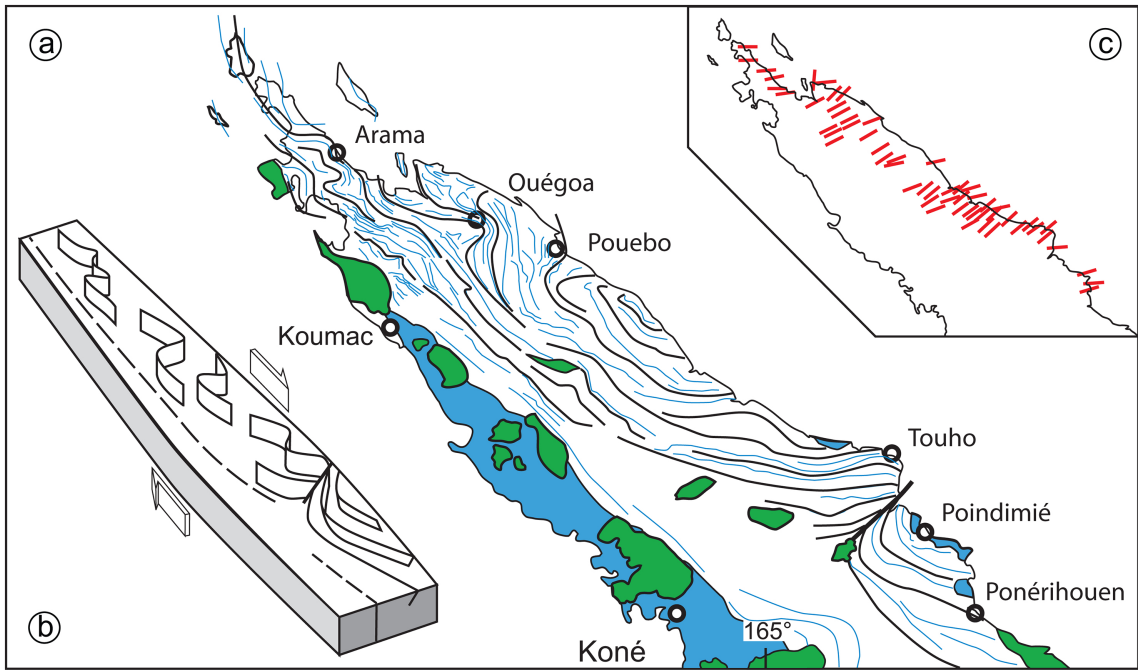 a
c
Arama
Ouégoa
Pouebo
Koumac
Touho
Poindimié
Ponérihouen
b
165°
Koné